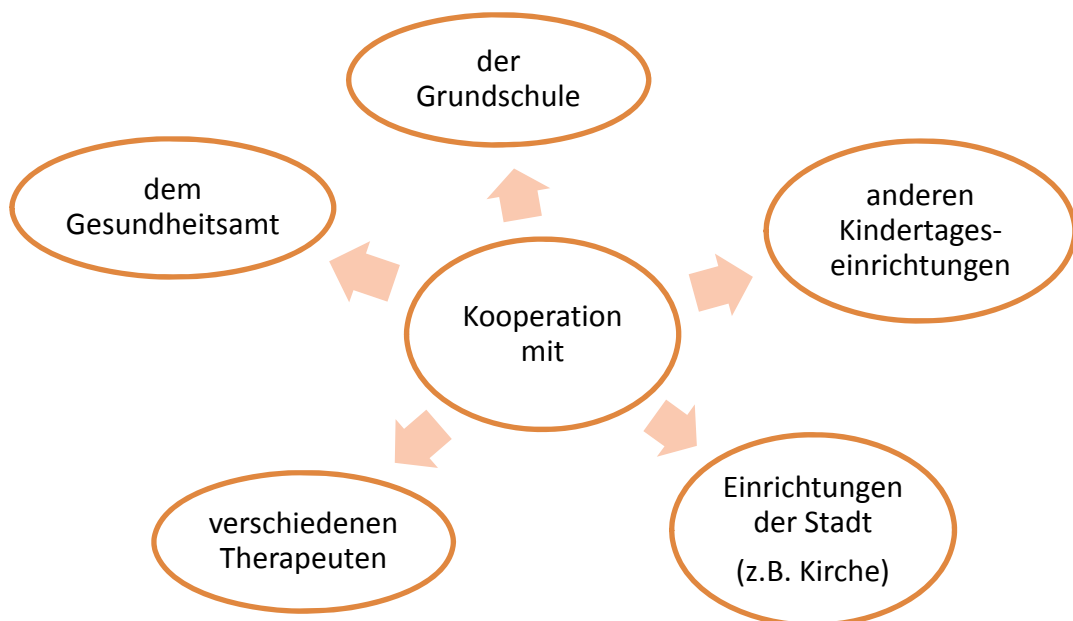 der
Grundschule
dem
Gesundheitsamt
anderen
Kindertages-
einrichtungen
Kooperation
mit
verschiedenen
Therapeuten
Einrichtungen
der Stadt
(z.B. Kirche)